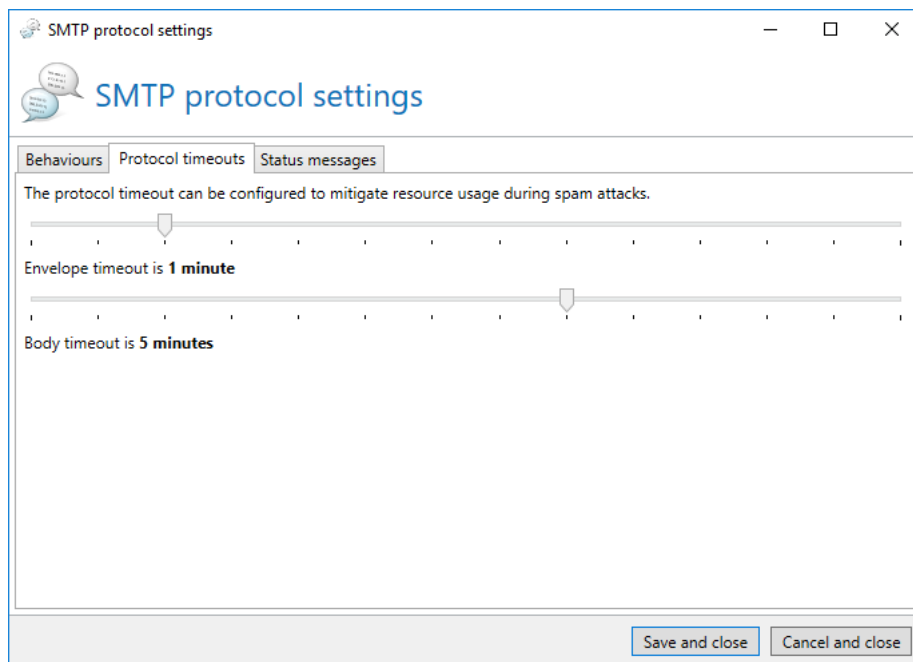 SMTP protocol settings
SMTP protocol settings
Behaviours Protocol timeouts Status messages
The protocol timeout can be configured to mitigate resource usage during spam attacks.
Envelope timeout is 1 minute
Body timeout is 5 minutes
Save and close Cancel and close